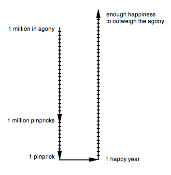 1 million in agony
enough happiness
to outweigh the agony
1 million pinpricks
1 pinprick
1 happy year